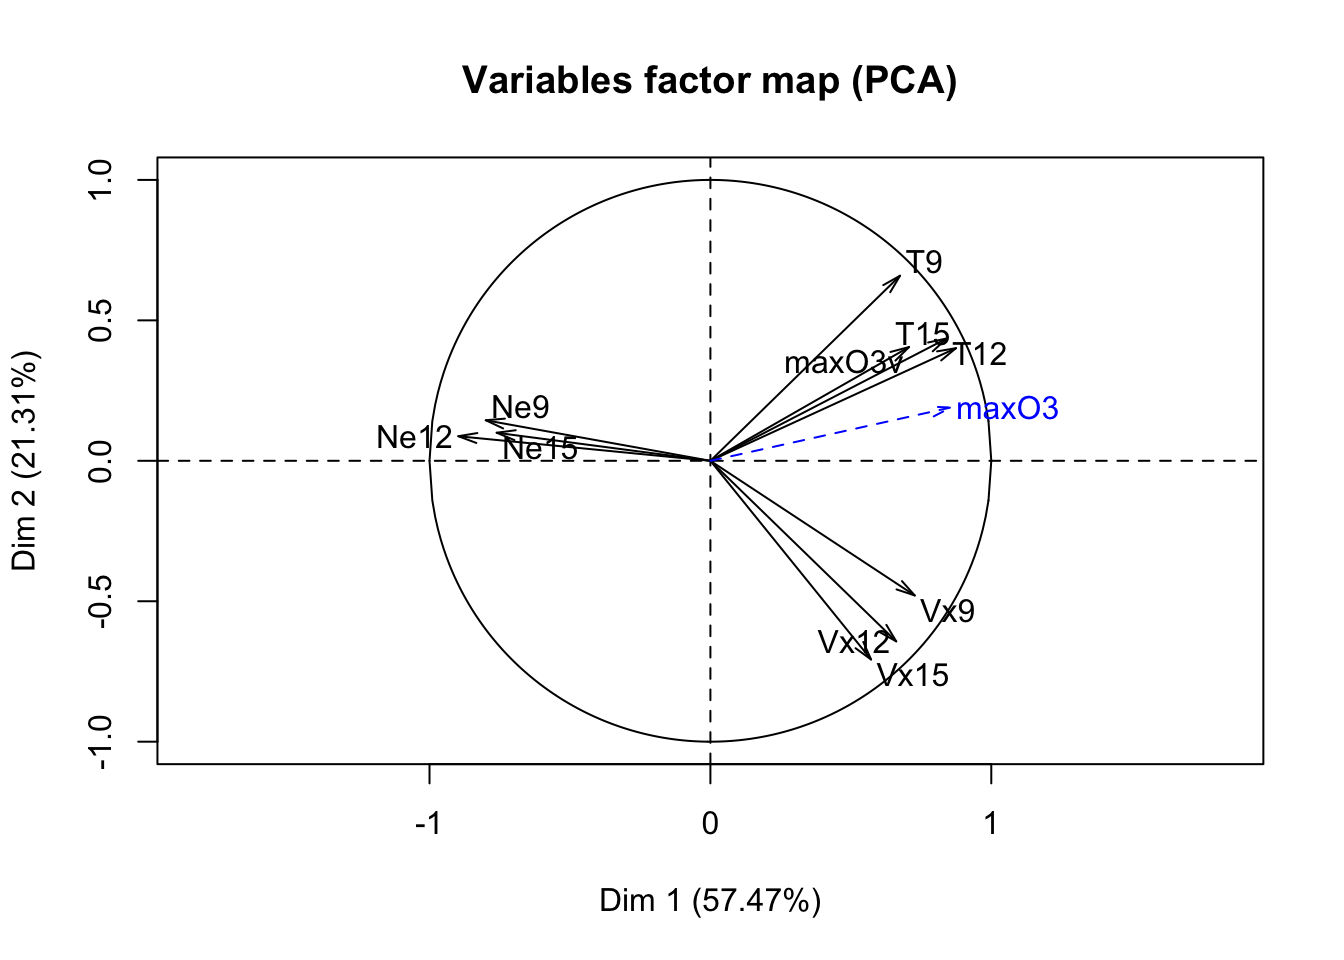 Variables factor map (PCA)
1.0
0.5
0.0
-0.5
-1.0
Dim 2 (21.31%)
T9
T15
T12
maxO3v
maxO3
Ne9
Ne12
Ne15
Vx9
Vx12
Vx15
-1
0
1
Dim 1 (57.47%)